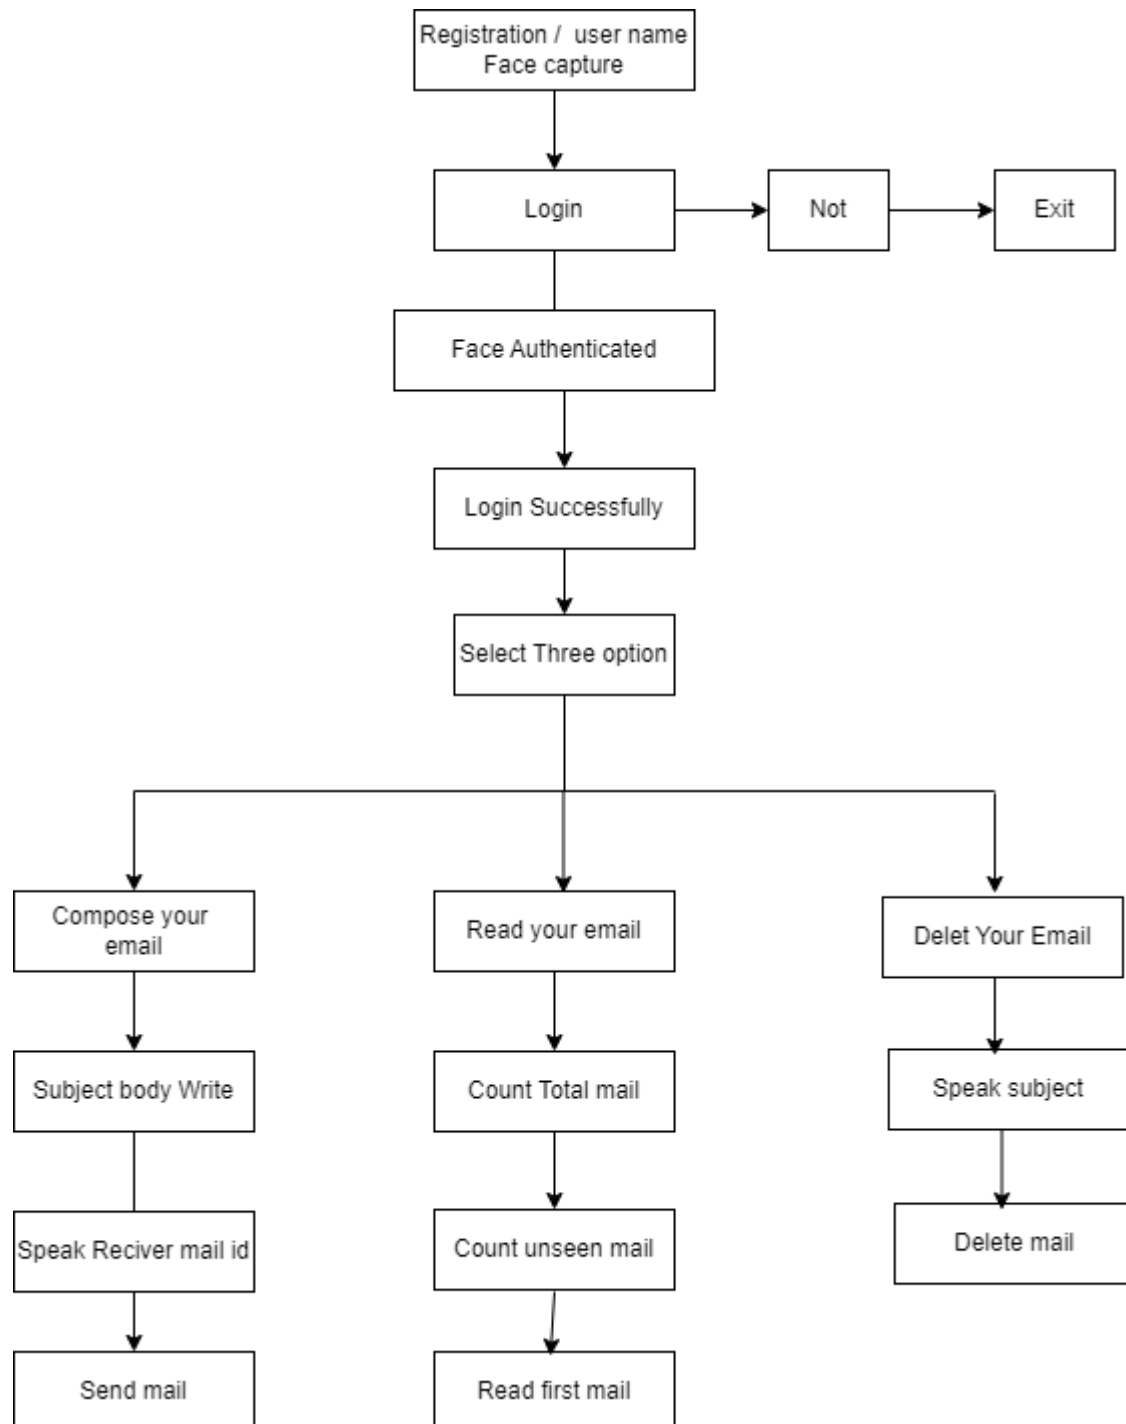 Registration / user name
Face capture
Login
Not
Exit
Face Authenticated
Login Successfully
Select Three option
Compose your
email
Read your email
Delet Your Email
Subject body Write
Count Total mail
Speak subject
Speak Reciver mail id
Count unseen mail
Delete mail
Send mail
Read first mail